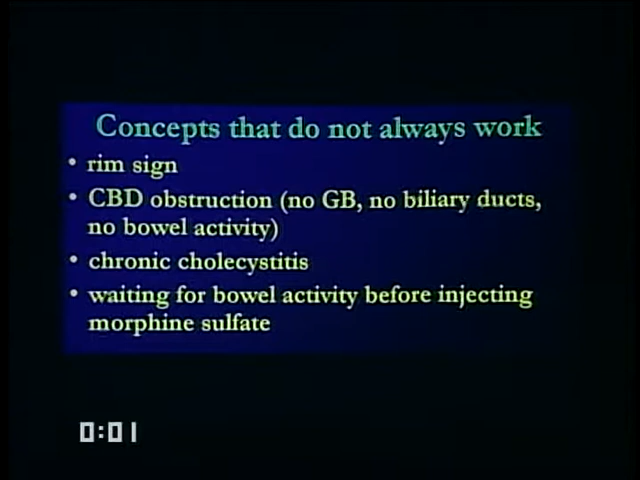 Concepts that do not always work
• rim sign
• CBD obstruction (no GB, no biliary ducts,
no bowel activity)
• chronic cholecystitis
• waiting for bowel activity before injecting
morphine sulfate
0:01